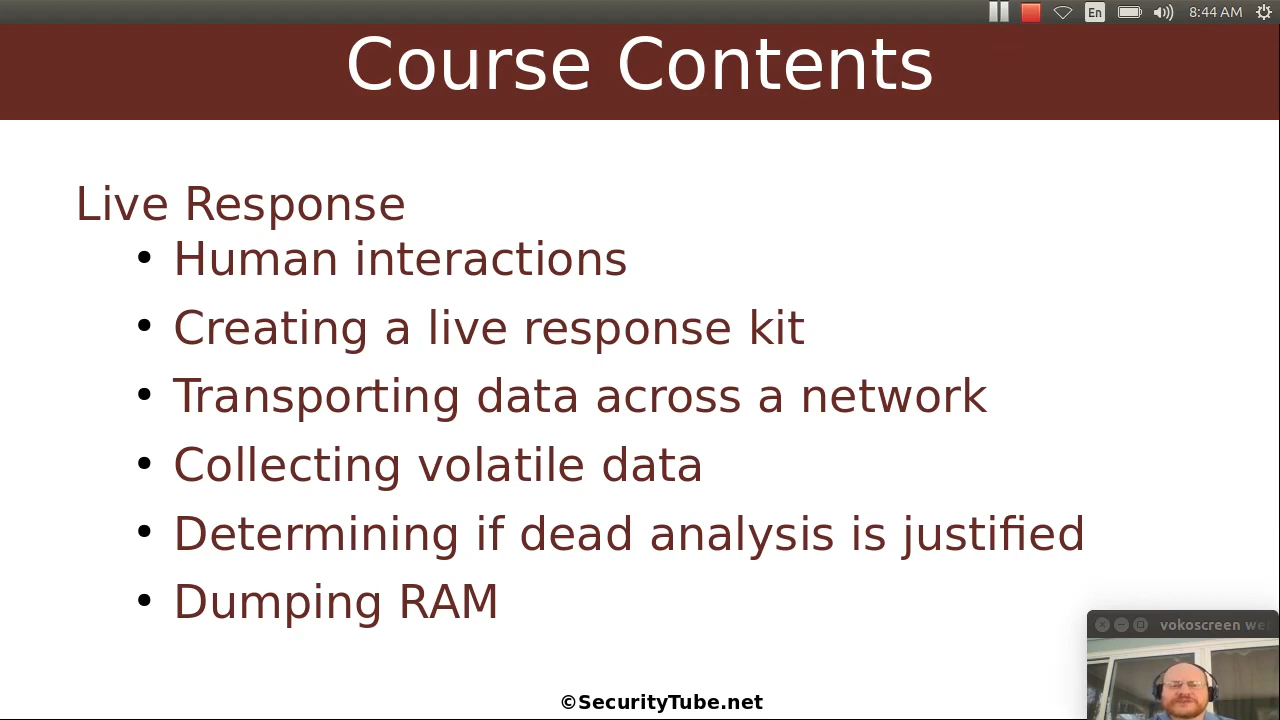 En 8:44 AM
Course Contents
Live Response
• Human interactions
• Creating a live response kit
• Transporting data across a network
• Collecting volatile data
• Determining if dead analysis is justified
• Dumping RAM
vokoscreen
©SecurityTube.net